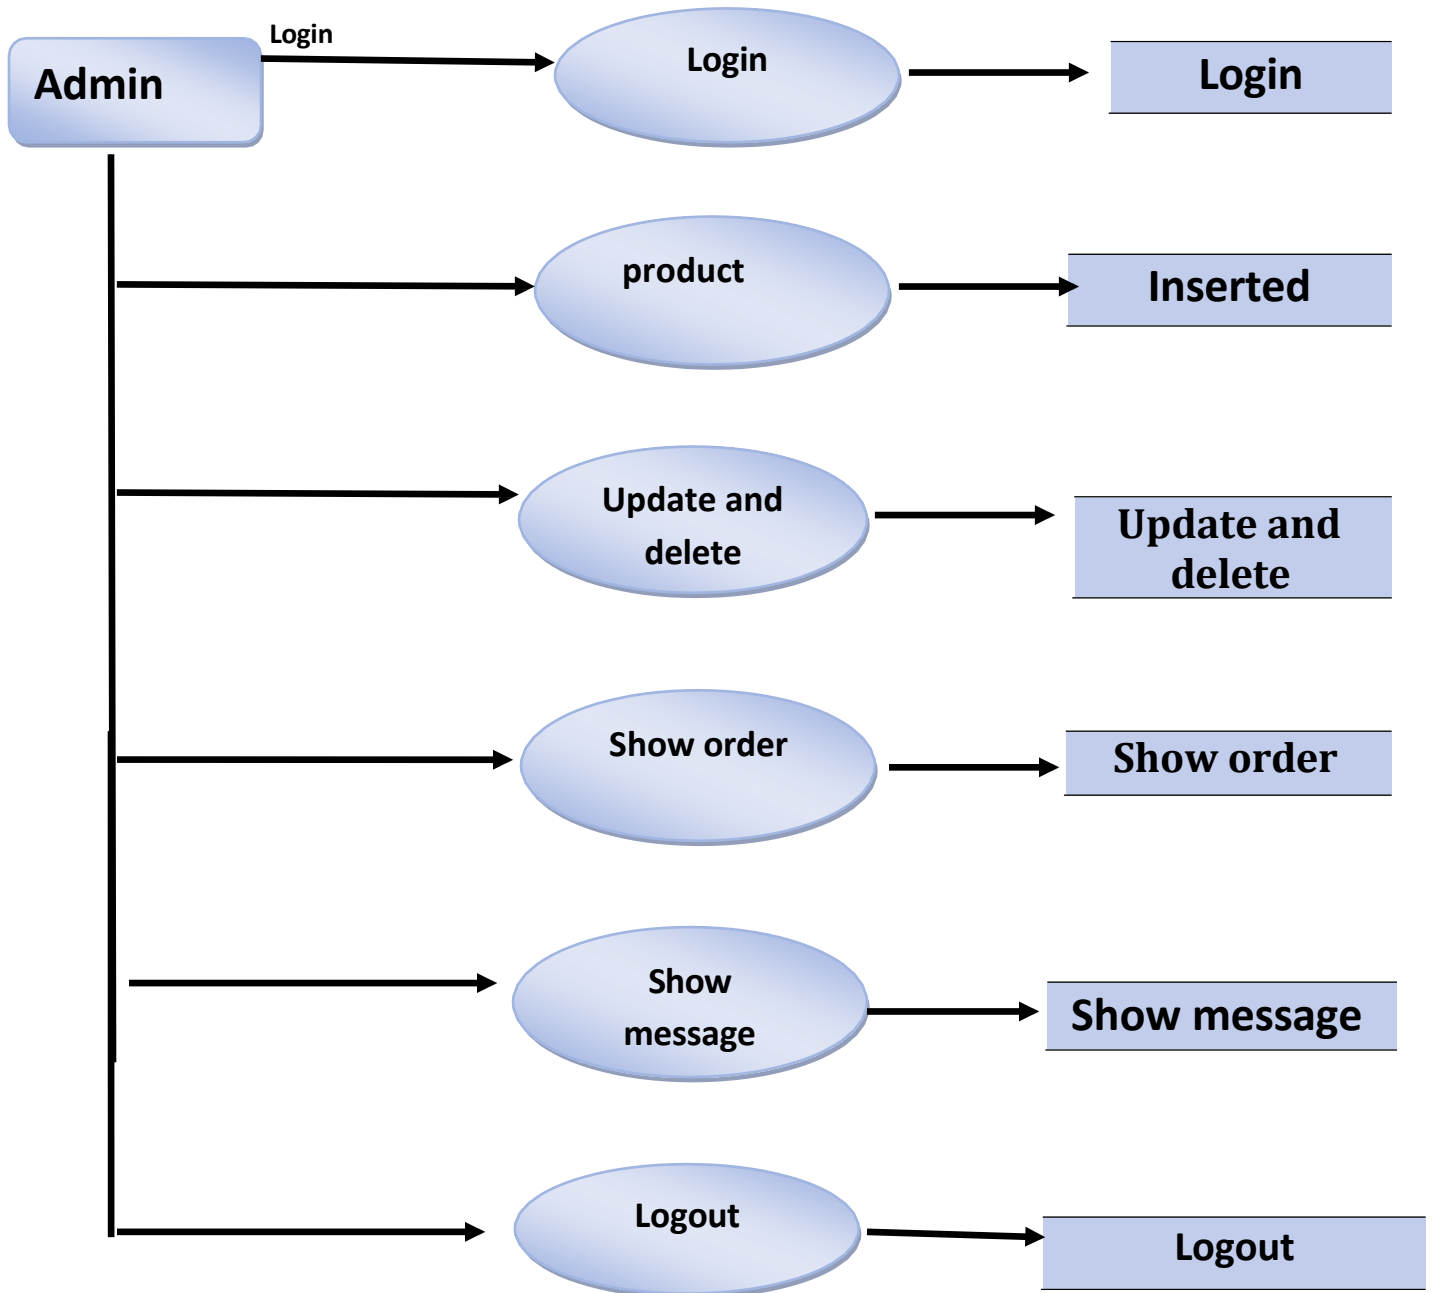 Login
Admin
Login
Login
product
Inserted
Update and
delete
Update and
delete
Show order
Show order
Show
message
Show message
Logout
Logout